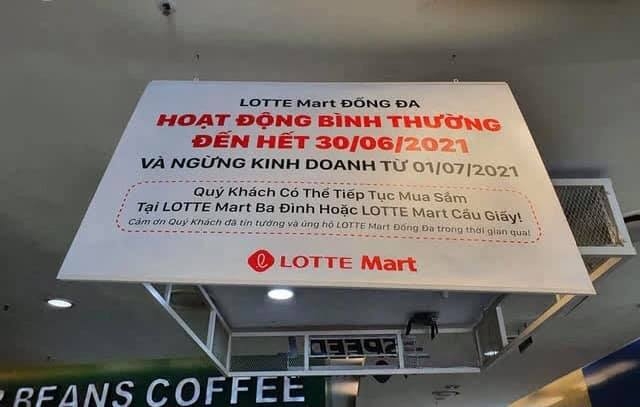 LOTTE Mart ĐỐNG ĐA
HOẠT ĐỘNG BÌNH THƯỜNG
ĐẾN HẾT 30/06/2021
VÀ NGỪNG KINH DOANH TỪ 01/07/2021
Quý Khách Có Thể Tiếp Tục Mua Sắm
Tại LOTTE Mart Ba Đình Hoặc LOTTE Mart Cầu Giấy!
Cảm ơn Quý Khách đã tin tưởng và ủng hộ LOTTE Mart Đống Đa trong thời gian qua!
LOTTE Mart
SPEED
BEANS COFFEE